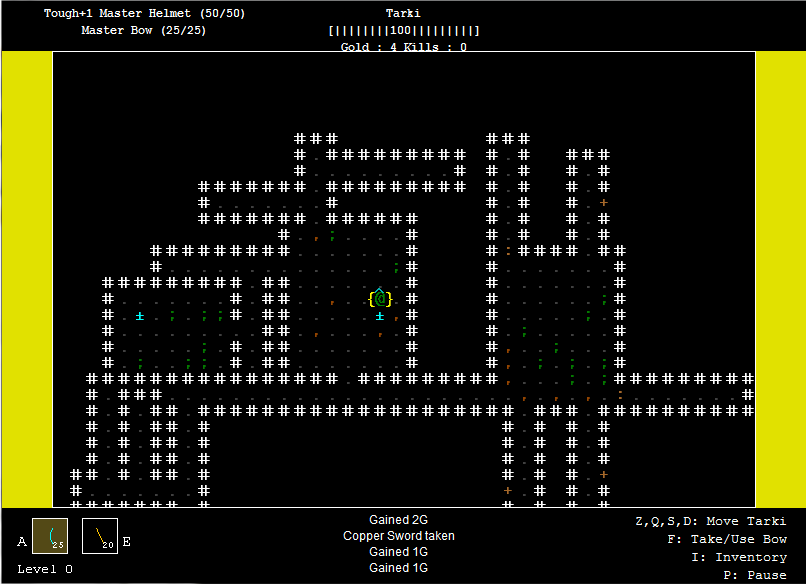 Tough+1 Master Helmet (50/50)
Master Bow (25/25)
Tarki
[||||||||100|||||||||]
Gold : 4 Kills : 0
A
25
20
E
Level 0
Gained 2G
Copper Sword taken
Gained 1G
Gained 1G
Z,Q,S,D: Move Tarki
F: Take/Use Bow
I: Inventory
P: Pause